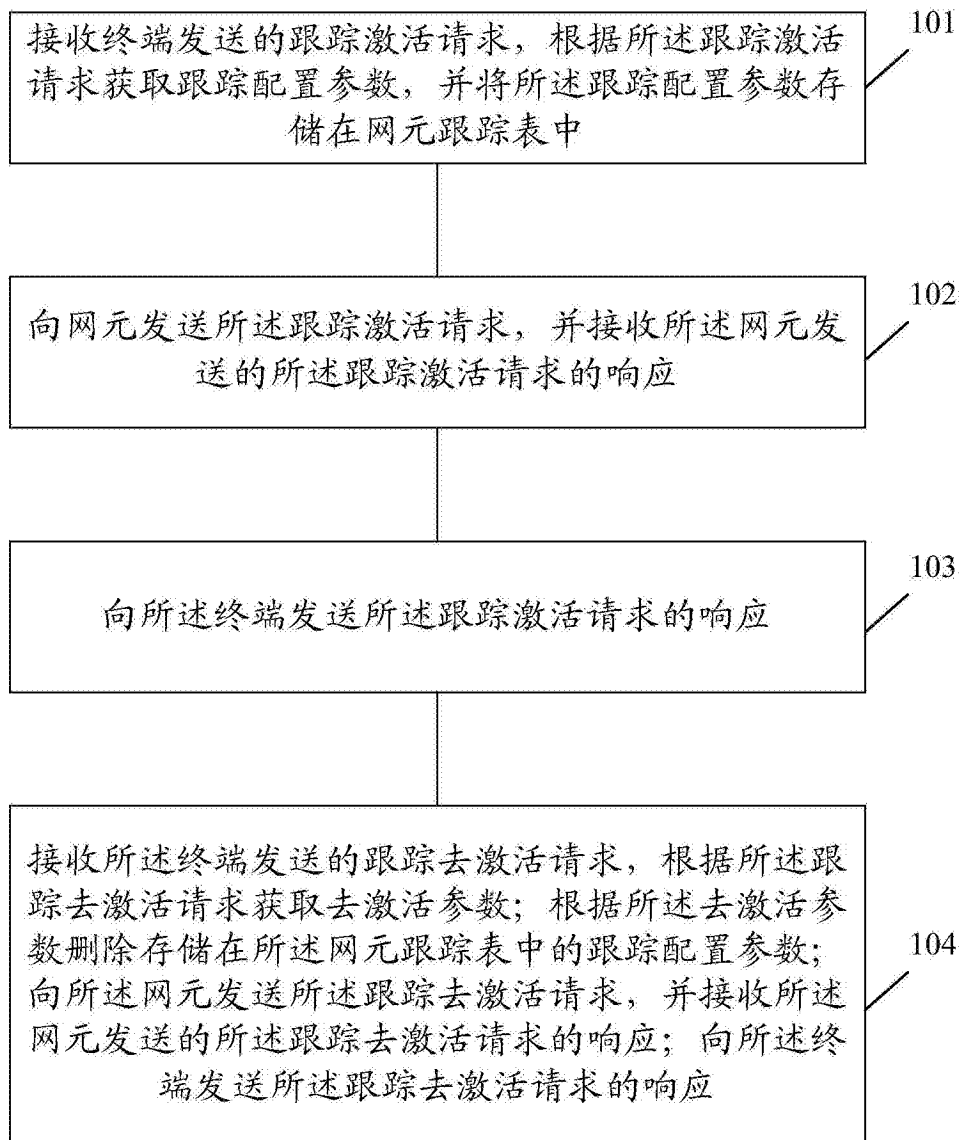 接收终端发送的跟踪激活请求，根据所述跟踪激活
请求获取跟踪配置参数，并将所述跟踪配置参数存
储在网元跟踪表中
101
向网元发送所述跟踪激活请求，并接收所述网元发
送的所述跟踪激活请求的响应
102
向所述终端发送所述跟踪激活请求的响应
103
接收所述终端发送的跟踪去激活请求，根据所述跟
踪去激活请求获取去激活参数；根据所述去激活参
数删除存储在所述网元跟踪表中的跟踪配置参数；
向所述网元发送所述跟踪去激活请求，并接收所述
网元发送的所述跟踪去激活请求的响应；向所述终
端发送所述跟踪去激活请求的响应
104